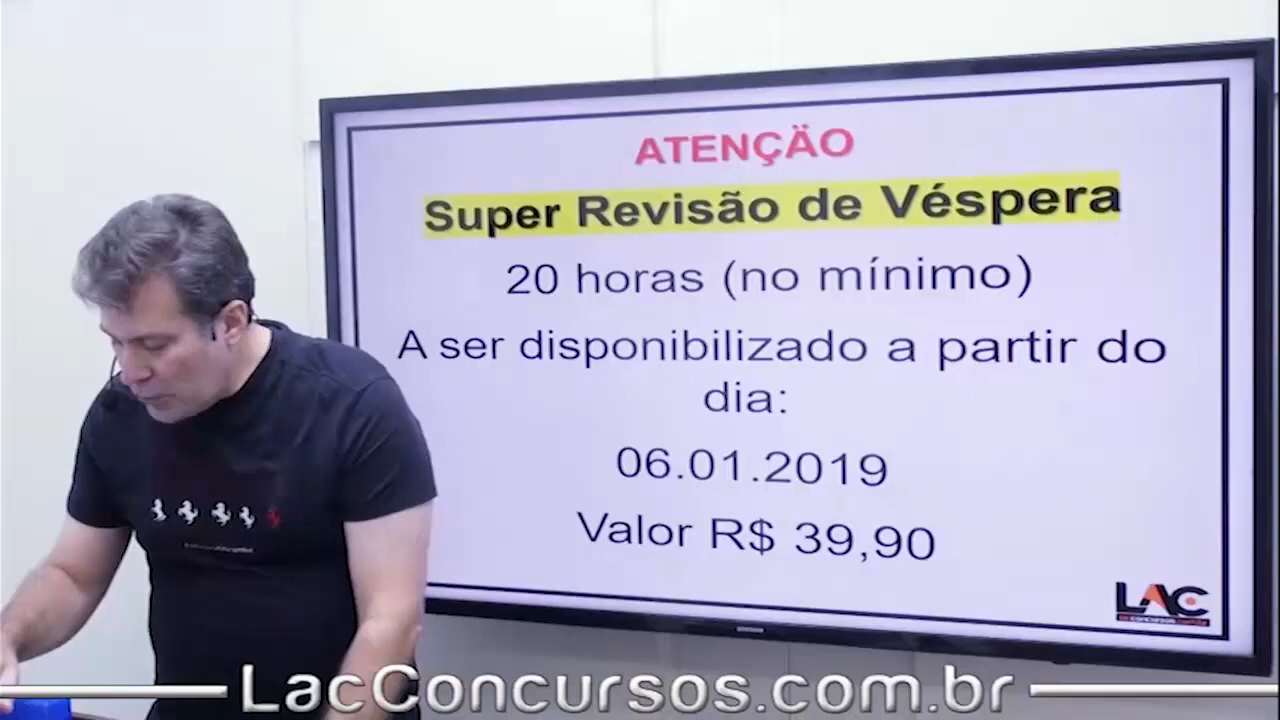 ATENÇÄO
Super Revisão de Véspera
20 horas (no mínimo)
A ser disponibilizado a partir do
dia:
06.01.2019
Valor R$ 39,90
LAC
LacConcursos.com.br